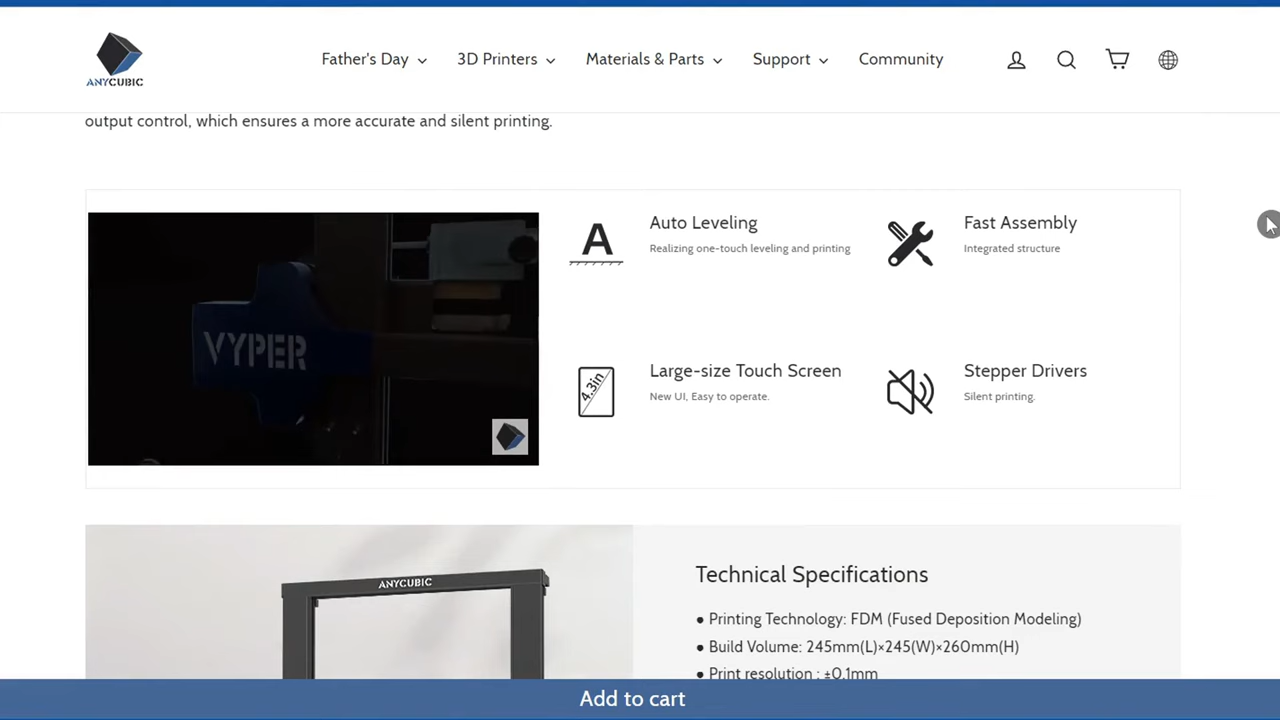 ANYCUBIC
Father's Day
3D Printers
Materials & Parts
Support
Community
output control, which ensures a more accurate and silent printing.
VYPER
A
Auto Leveling
Realizing one-touch leveling and printing
Fast Assembly
Integrated structure
4.3in
Large-size Touch Screen
New UI, Easy to operate.
Stepper Drivers
Silent printing.
ANYCUBIC
Technical Specifications
● Printing Technology: FDM (Fused Deposition Modeling)
● Build Volume: 245mm(L)×245(W)×260mm(H)
● Print resolution : ±0.1mm
Add to cart